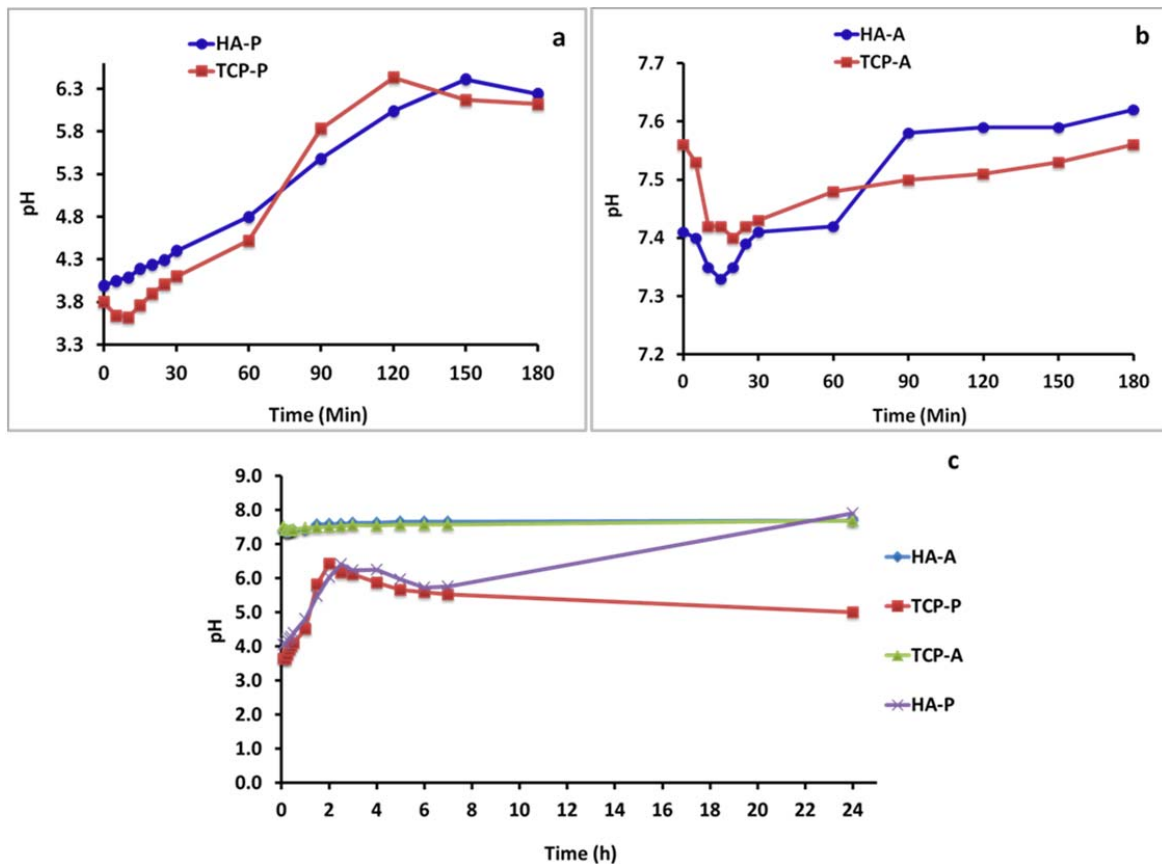 HA-P
TCP-P
a
6.3
5.8
5.3
4.8
4.3
3.8
3.3
pH
0 30 60 90 120 150 180
Time (Min)
HA-A
TCP-A
b
7.7
7.6
7.5
7.4
7.3
7.2
pH
0 30 60 90 120 150 180
Time (Min)
c
9.0
8.0
7.0
6.0
5.0
4.0
3.0
2.0
1.0
0.0
pH
0 2 4 6 8 10 12 14 16 18 20 22 24
Time (h)
HA-A
TCP-P
TCP-A
HA-P